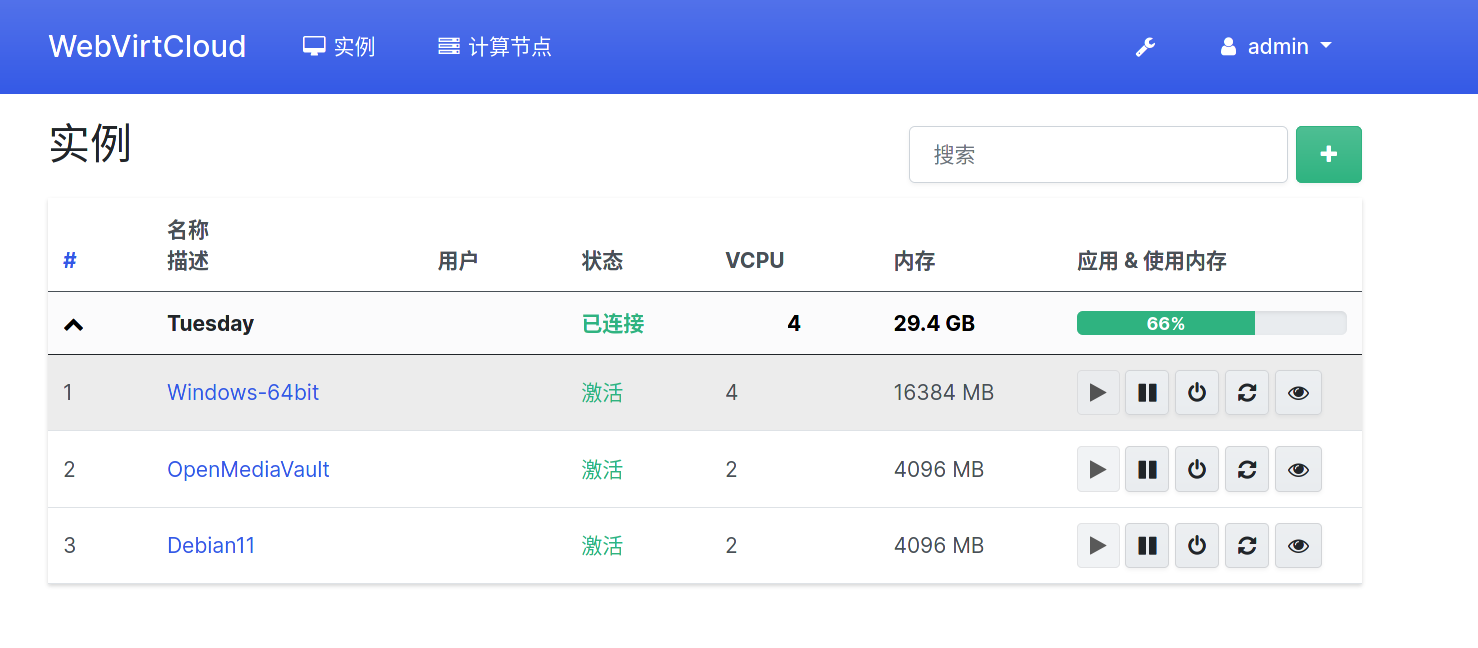 WebVirtCloud 实例 计算节点 admin
实例
搜索
名称
# 描述 用户 状态 VCPU 内存 应用 & 使用内存
Tuesday 已连接 4 29.4 GB 66%
1 Windows-64bit 激活 4 16384 MB
2 OpenMediaVault 激活 2 4096 MB
3 Debian11 激活 2 4096 MB